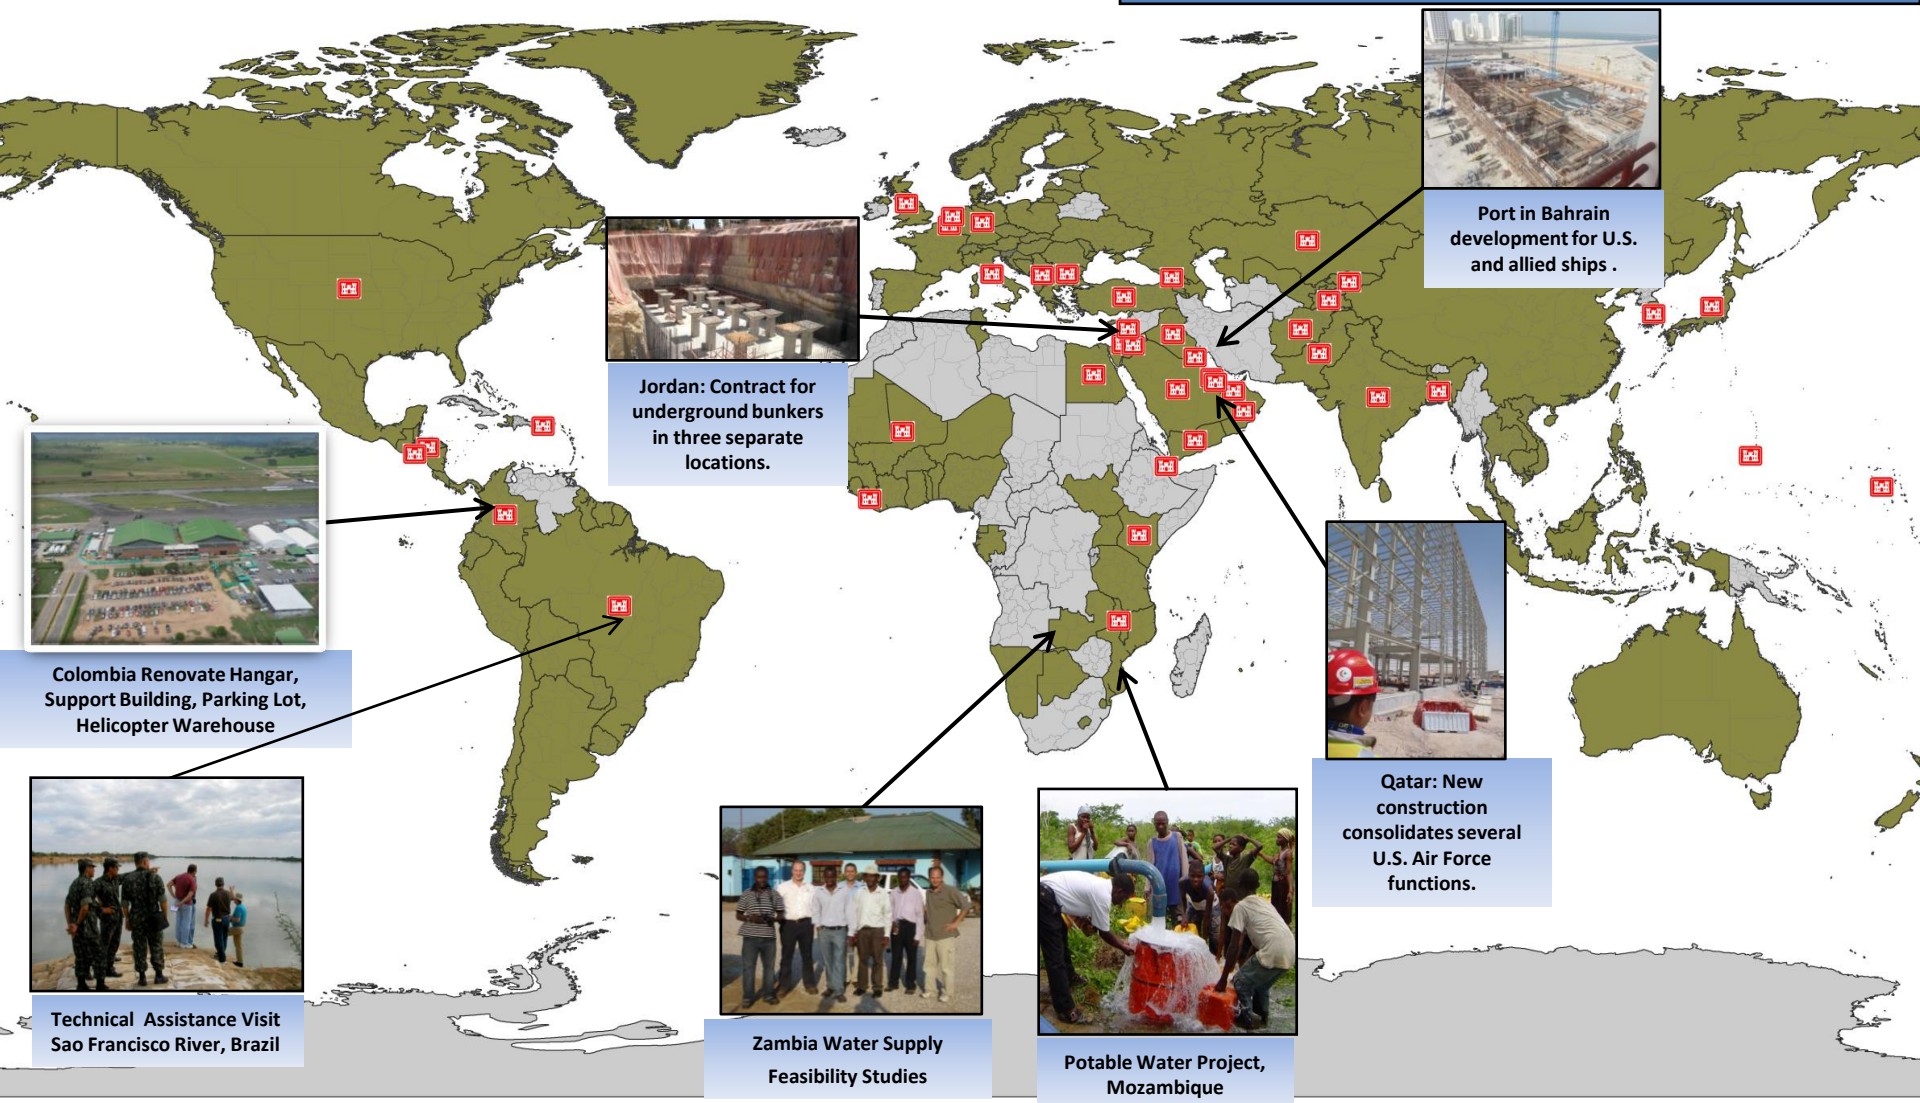 Port in Bahrain
development for U.S.
and allied ships .
Jordan: Contract for
underground bunkers
in three separate
locations.
Colombia Renovate Hangar,
Support Building, Parking Lot,
Helicopter Warehouse
Qatar: New
construction
consolidates several
U.S. Air Force
functions.
Technical  Assistance Visit
Sao Francisco River, Brazil
Zambia Water Supply
Feasibility Studies
Potable Water Project,
Mozambique